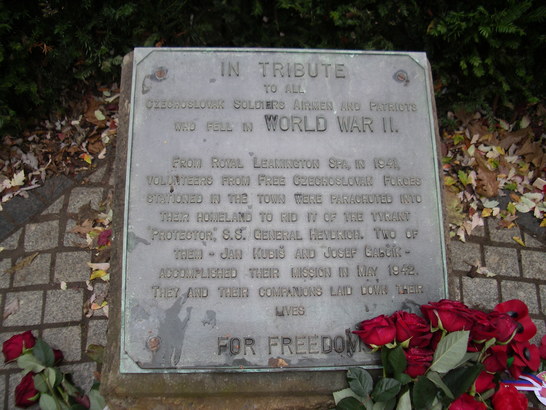 IN TRIBUTE
TO ALL
CZECHOSLOVAK SOLDIERS AIRMEN AND PATRIOTS
WHO FELL IN WORLD WAR II.
FROM ROYAL LEAMINGTON SPA, IN 1941,
VOLUNTEERS FROM FREE CZECHOSLOVAK FORCES
STATIONED IN THE TOWN WERE PARACHUTED INTO
THEIR HOMELAND TO RID IT OF THE TYRANT
"PROTECTOR", S.S. GENERAL HEYDRICH. TWO OF
THEM - JAN KUBIŠ AND JOSEF GABČÍK -
ACCOMPLISHED THEIR MISSION IN MAY 1942.
THEY AND THEIR COMPANIONS LAID DOWN THEIR
LIVES
FOR FREEDOM